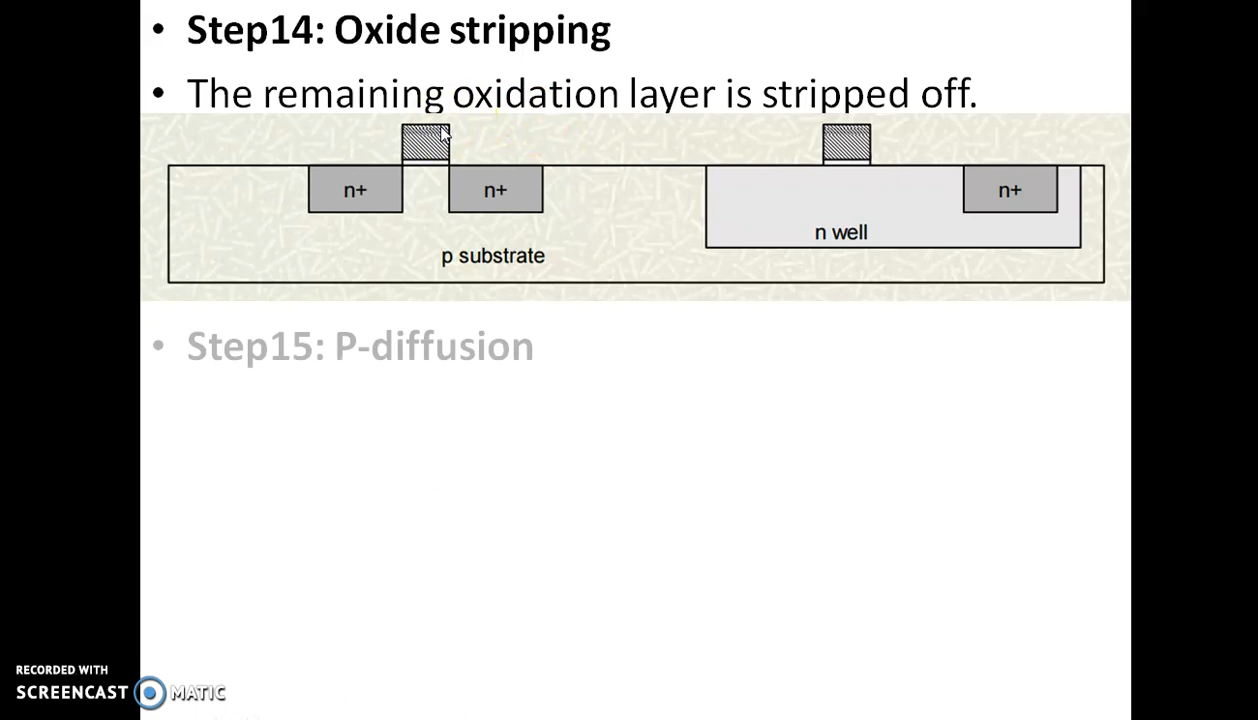 • Step14: Oxide stripping
• The remaining oxidation layer is stripped off.
n+ n+ n+
n well
p substrate
• Step15: P-diffusion
RECORDED WITH
SCREENCAST MATIC